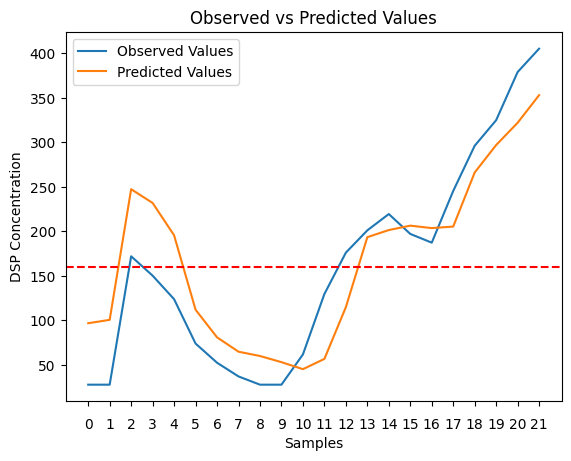 Observed vs Predicted Values
Observed Values
Predicted Values
DSP Concentration
400
350
300
250
200
150
100
50
0 1 2 3 4 5 6 7 8 9 10 11 12 13 14 15 16 17 18 19 20 21
Samples